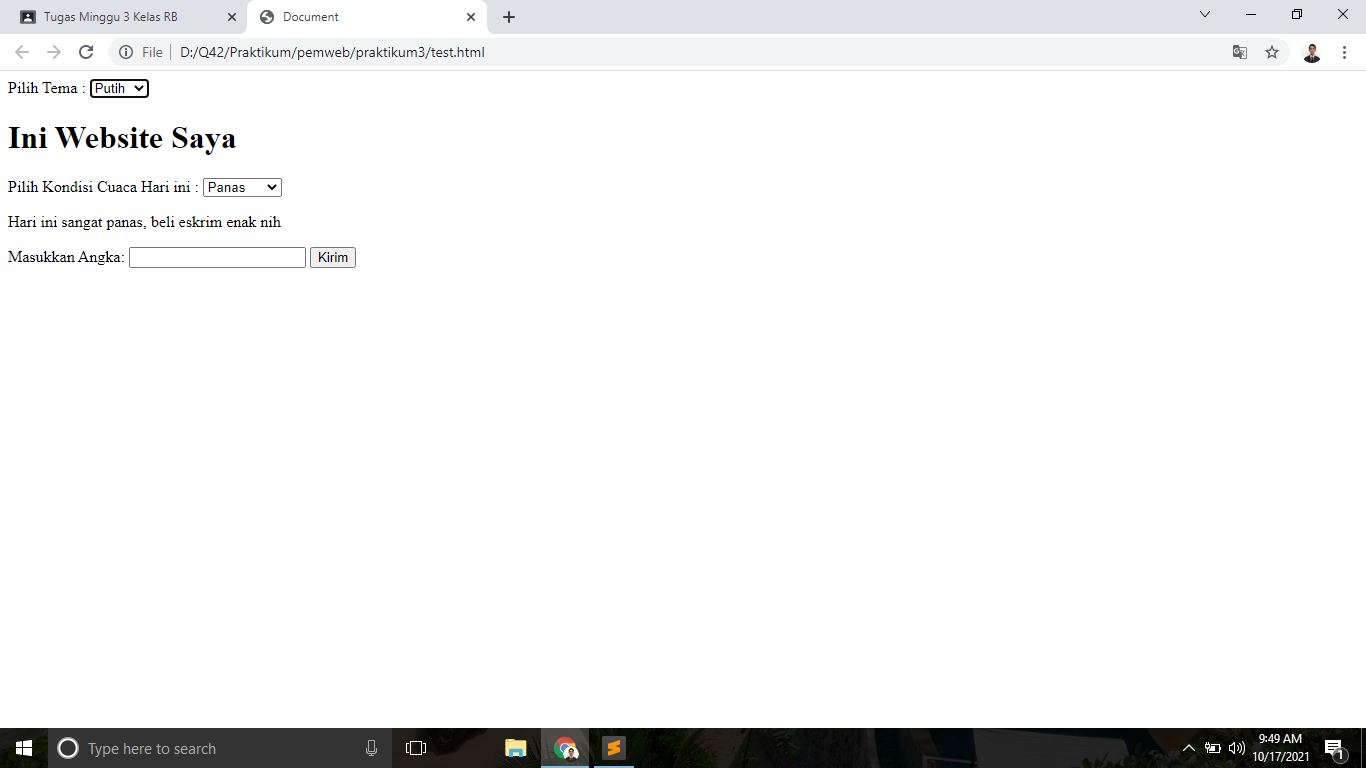 Tugas Minggu 3 Kelas RB
Document
File
D:/Q42/Praktikum/pemweb/praktikum3/test.html
Pilih Tema : Putih
Ini Website Saya
Pilih Kondisi Cuaca Hari ini : Panas
Hari ini sangat panas, beli eskrim enak nih
Masukkan Angka: Kirim
Type here to search
9:49 AM
10/17/2021
1